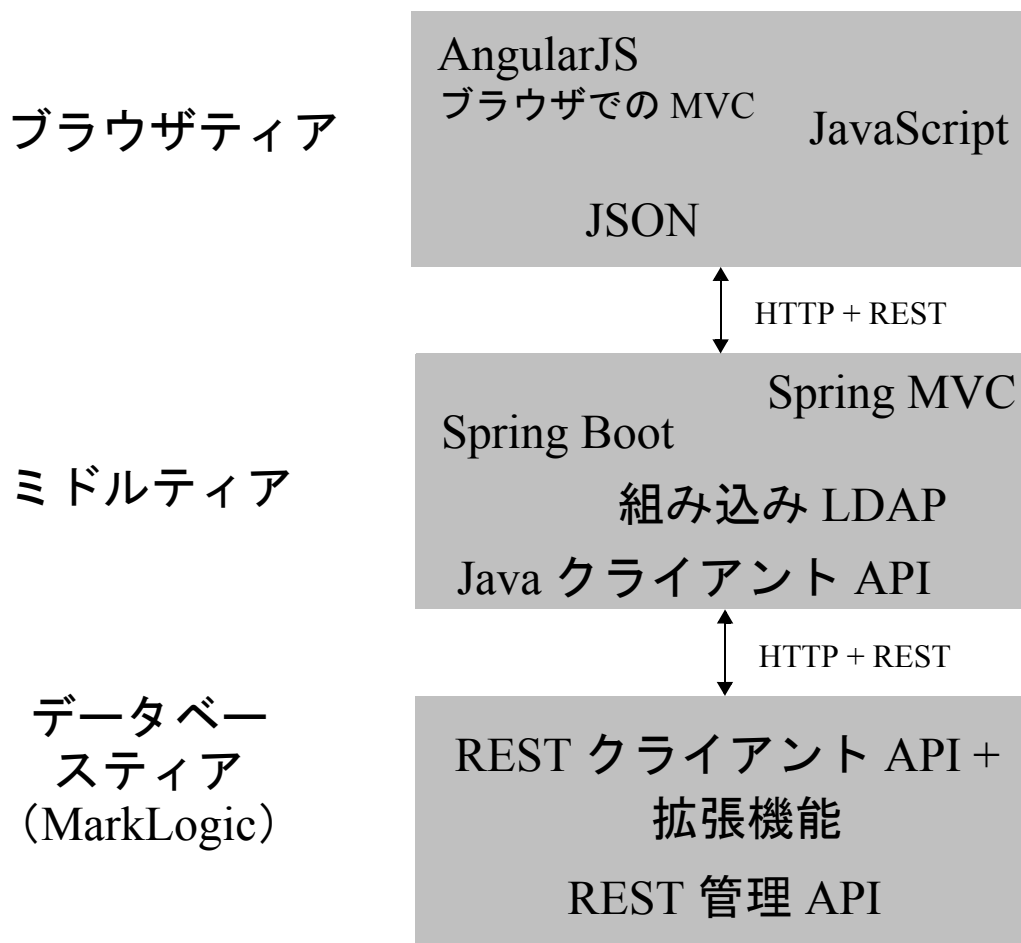 AngularJS
ブラウザでの MVC
ブラウザティア
JavaScript
JSON
HTTP + REST
Spring MVC
Spring Boot
ミドルティア
組み込み LDAP
Java クライアント API
HTTP + REST
データベー
スティア
（MarkLogic）
REST クライアント API +
拡張機能
REST 管理 API